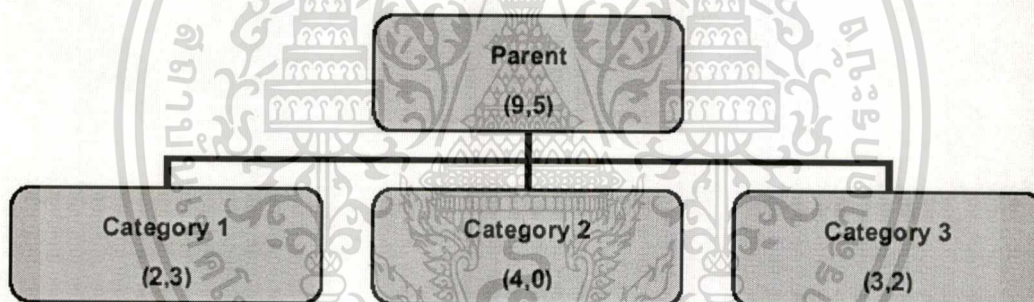 Parent
(9,5)
Category 1
(2,3)
Category 2
(4,0)
Category 3
(3,2)